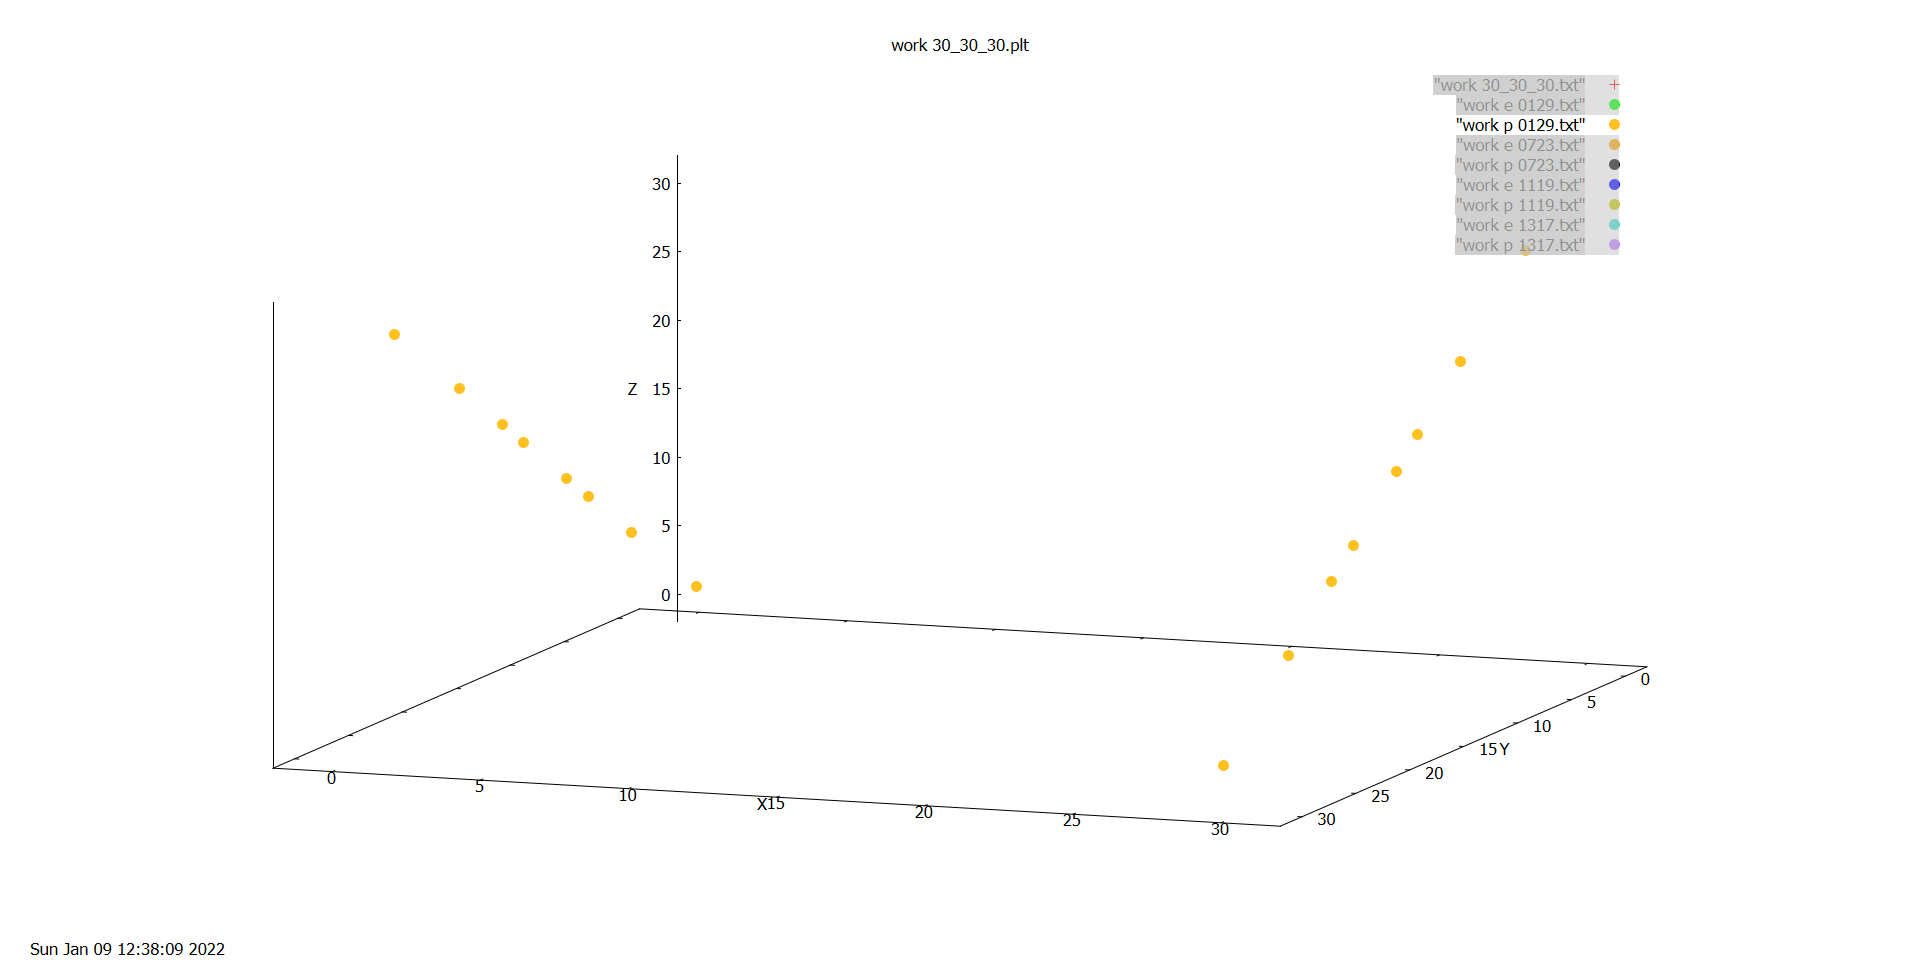 work 30_30_30.plt
"work 30_30_30.txt"
"work e 0129.txt"
"work p 0129.txt"
"work e 0723.txt"
"work p 0723.txt"
"work e 1119.txt"
"work p 1119.txt"
"work e 1317.txt"
"work p 1317.txt"
30
25
20
Z 15
10
5
0
0
5
10
15 Y
20
25
30
0
5
10
X15
20
25
30
Sun Jan 09 12:38:09 2022